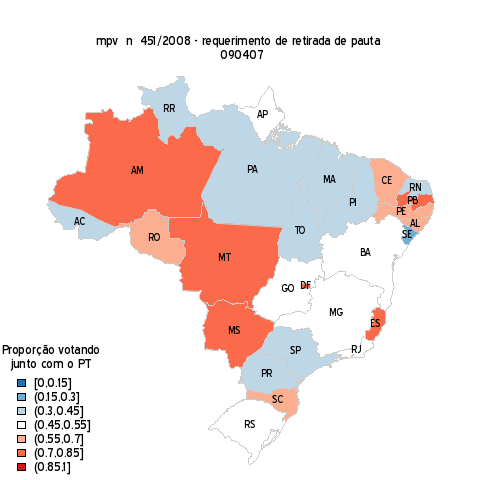 mpv n 451/2008 - requerimento de retirada de pauta
090407
RR
AP
AM
PA
MA
CE
RN
PB
PI
PE
AL
SE
AC
RO
TO
BA
MT
GO
DF
MG
ES
MS
SP
RJ
PR
SC
RS
Proporção votando
junto com o PT
[0,0.15]
(0.15,0.3]
(0.3,0.45]
(0.45,0.55]
(0.55,0.7]
(0.7,0.85]
(0.85,1]